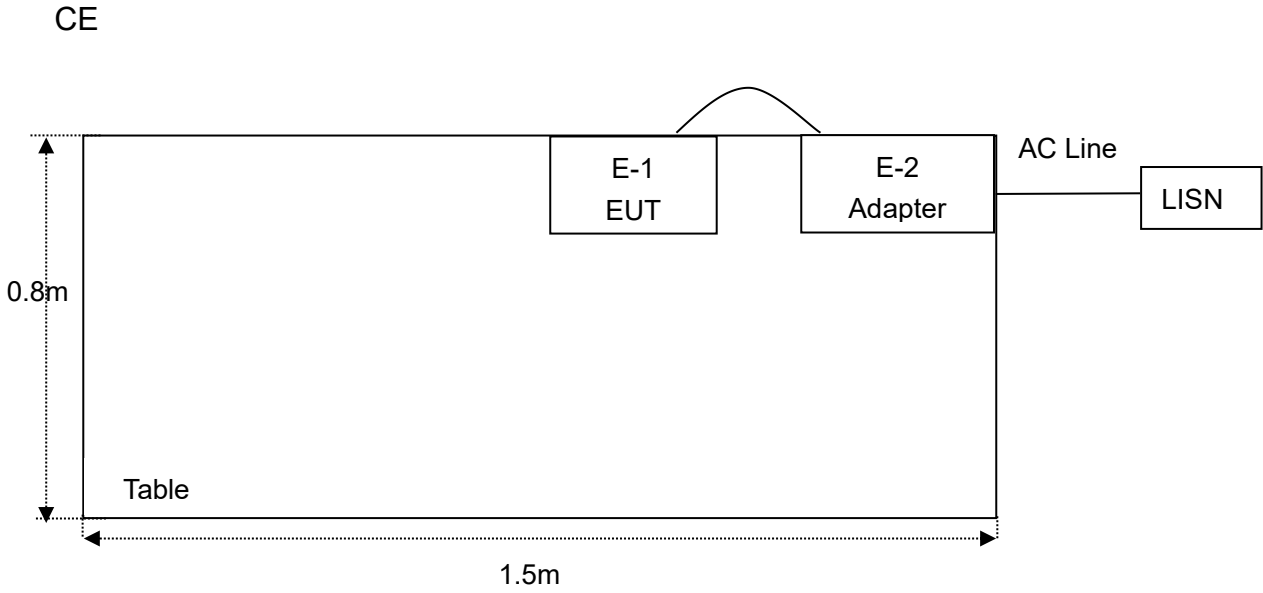 CE
E-1
EUT
E-2
Adapter
AC Line
LISN
0.8m
Table
1.5m